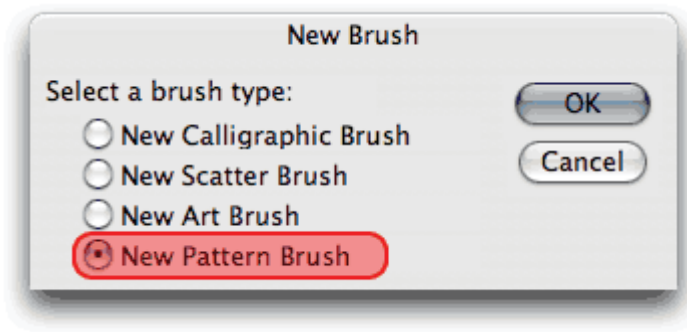 New Brush
Select a brush type:
New Calligraphic Brush
New Scatter Brush
New Art Brush
New Pattern Brush
OK
Cancel